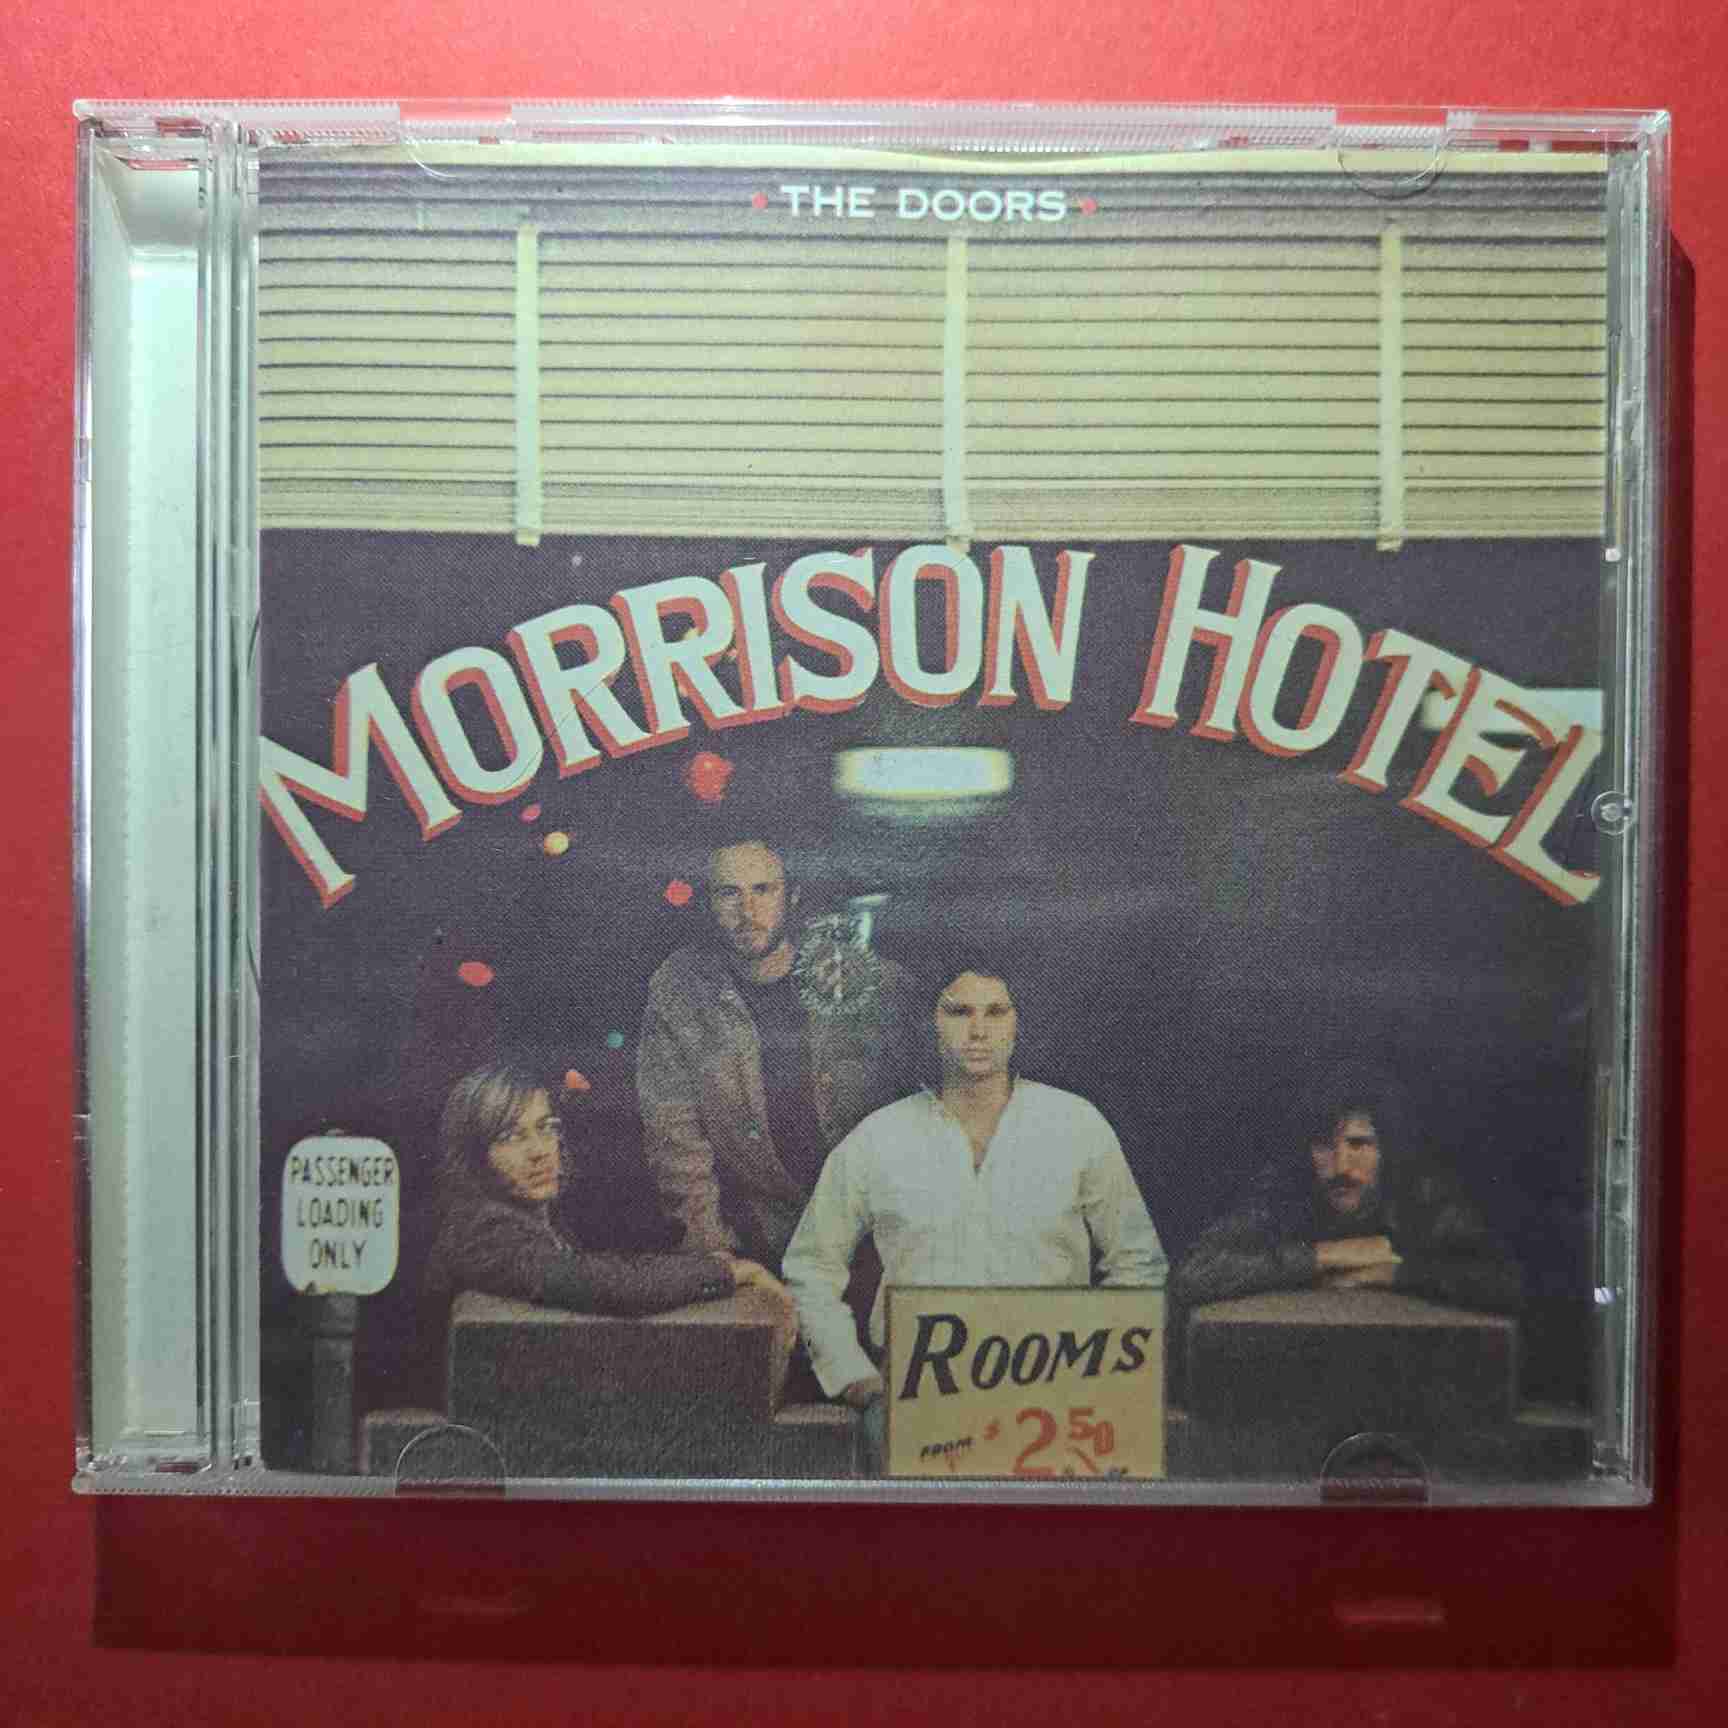 THE DOORS
MORRISON HOTEL
PASSENGER
LOADING
ONLY
ROOMS
FROM $2.50